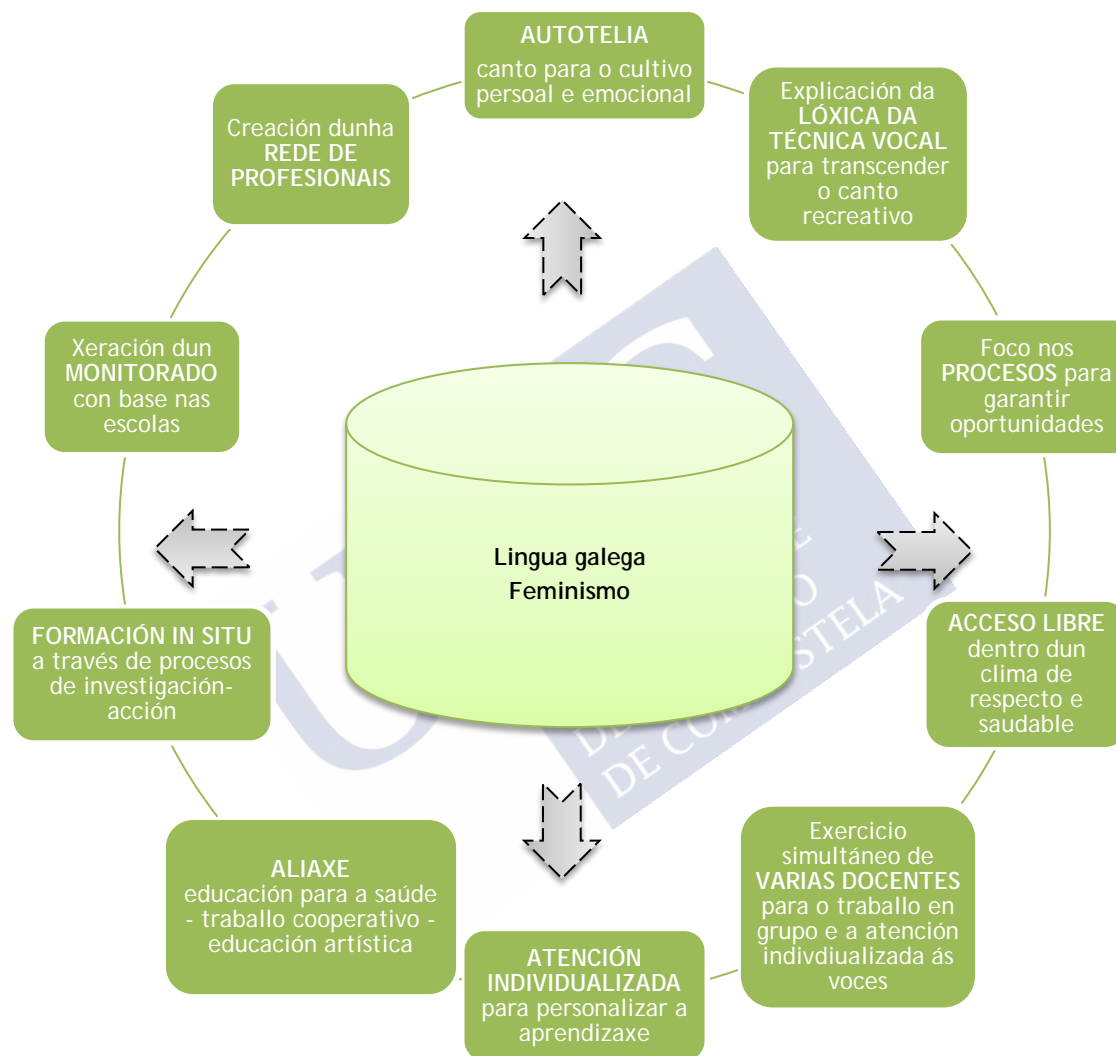 AUTOTELIA
canto para o cultivo
persoal e emocional
Explicación da
LÓXICA DA
TÉCNICA VOCAL
para transcender
o canto
recreativo
Foco nos
PROCESOS para
garantir
oportunidades
ACCESO LIBRE
dentro dun
clima de
respecto e
saudable
Exercicio
simultáneo de
VARIAS DOCENTES
para o traballo en
grupo e a atención
indivdiualizada ás
voces
ATENCIÓN
INDIVIDUALIZADA
para personalizar a
aprendizaxe
ALIAXE
educación para a saúde
- traballo cooperativo -
educación artística
FORMACIÓN IN SITU
a través de procesos
de investigación-
acción
Xeración dun
MONITORADO
con base nas
escolas
Creación dunha
REDE DE
PROFESIONAIS
Lingua galega
Feminismo